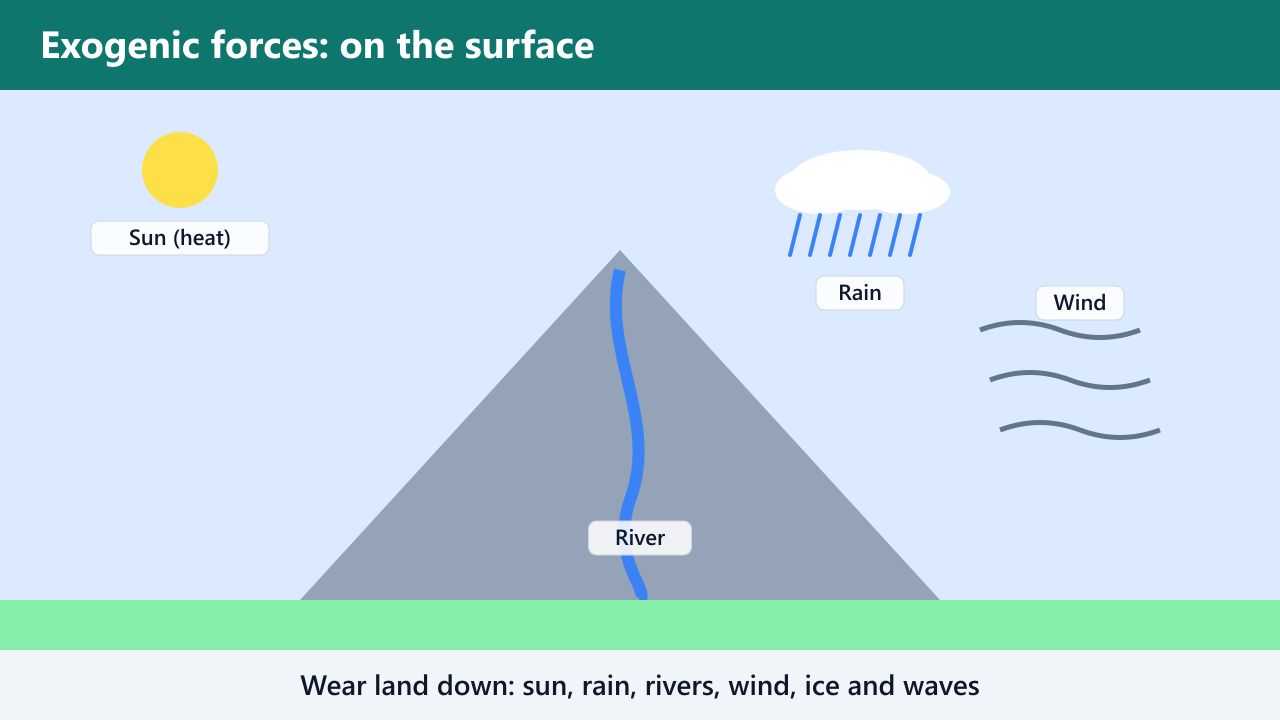 Exogenic forces: on the surface
Sun (heat)
Rain
Wind
River
Wear land down: sun, rain, rivers, wind, ice and waves